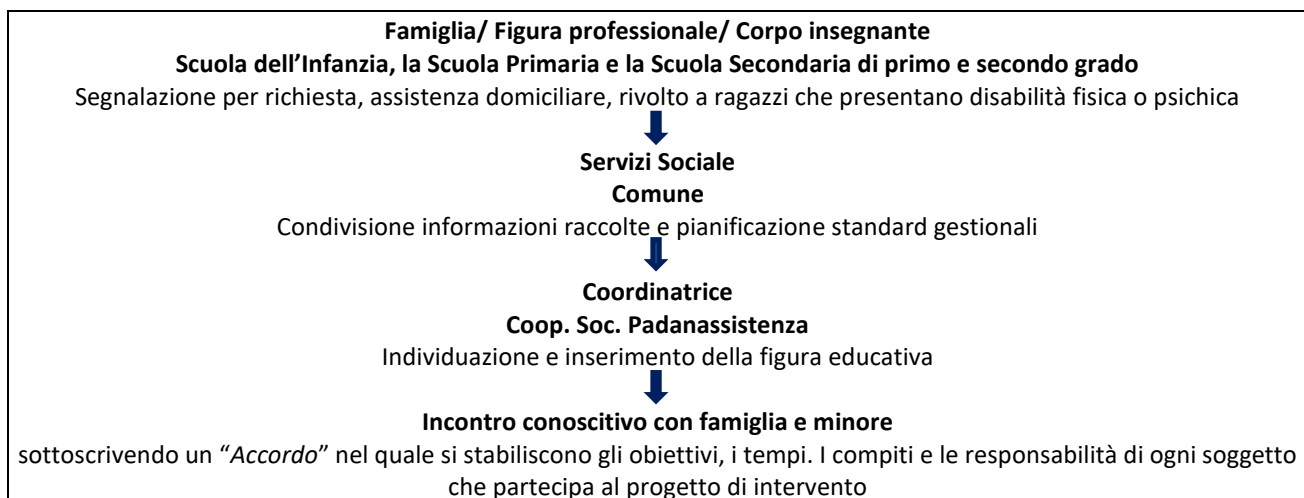 Famiglia/ Figura professionale/ Corpo insegnante
Scuola dell’Infanzia, la Scuola Primaria e la Scuola Secondaria di primo e secondo grado
Segnalazione per richiesta, assistenza domiciliare, rivolto a ragazzi che presentano disabilità fisica o psichica
Servizi Sociale
Comune
Condivisione informazioni raccolte e pianificazione standard gestionali
Coordinatrice
Coop. Soc. Padanassistenza
Individuazione e inserimento della figura educativa
Incontro conoscitivo con famiglia e minore
sottoscrivendo un “Accordo” nel quale si stabiliscono gli obiettivi, i tempi. I compiti e le responsabilità di ogni soggetto
che partecipa al progetto di intervento